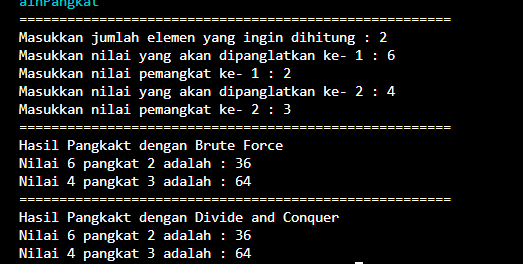 ainPangkat
======================================================
Masukkan jumlah elemen yang ingin dihitung : 2
Masukkan nilai yang akan dipanglatkan ke- 1 : 6
Masukkan nilai pemangkat ke- 1 : 2
Masukkan nilai yang akan dipanglatkan ke- 2 : 4
Masukkan nilai pemangkat ke- 2 : 3
======================================================
Hasil Pangkakt dengan Brute Force
Nilai 6 pangkat 2 adalah : 36
Nilai 4 pangkat 3 adalah : 64
======================================================
Hasil Pangkakt dengan Divide and Conquer
Nilai 6 pangkat 2 adalah : 36
Nilai 4 pangkat 3 adalah : 64